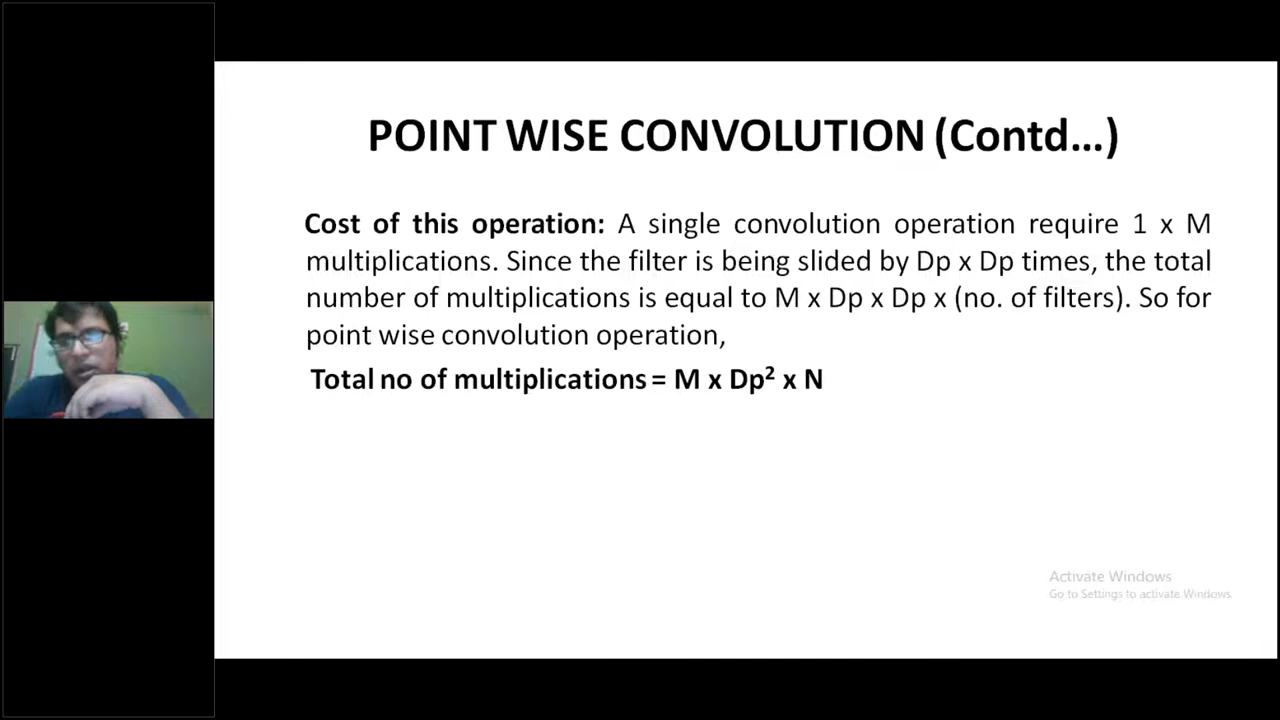 POINT WISE CONVOLUTION (Contd...)
Cost of this operation: A single convolution operation require 1 x M
multiplications. Since the filter is being slided by Dp x Dp times, the total
number of multiplications is equal to M x Dp x Dp x (no. of filters). So for
point wise convolution operation,
Total no of multiplications = M x Dp² x N
Activate Windows
Go to Settings to activate Windows.